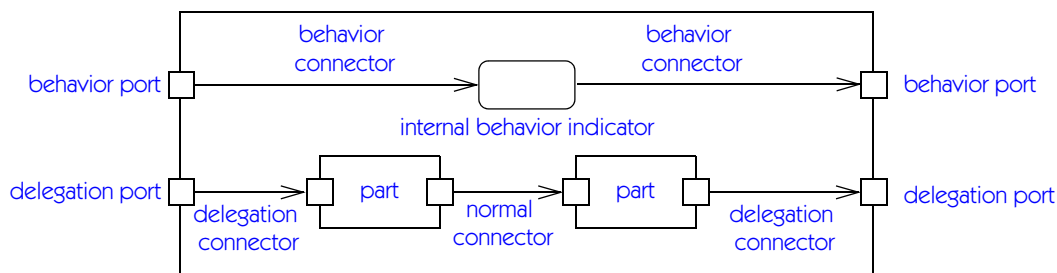 behavior
connector
behavior
connector
behavior port
behavior port
internal behavior indicator
delegation port
part
part
delegation port
delegation
connector
normal
connector
delegation
connector